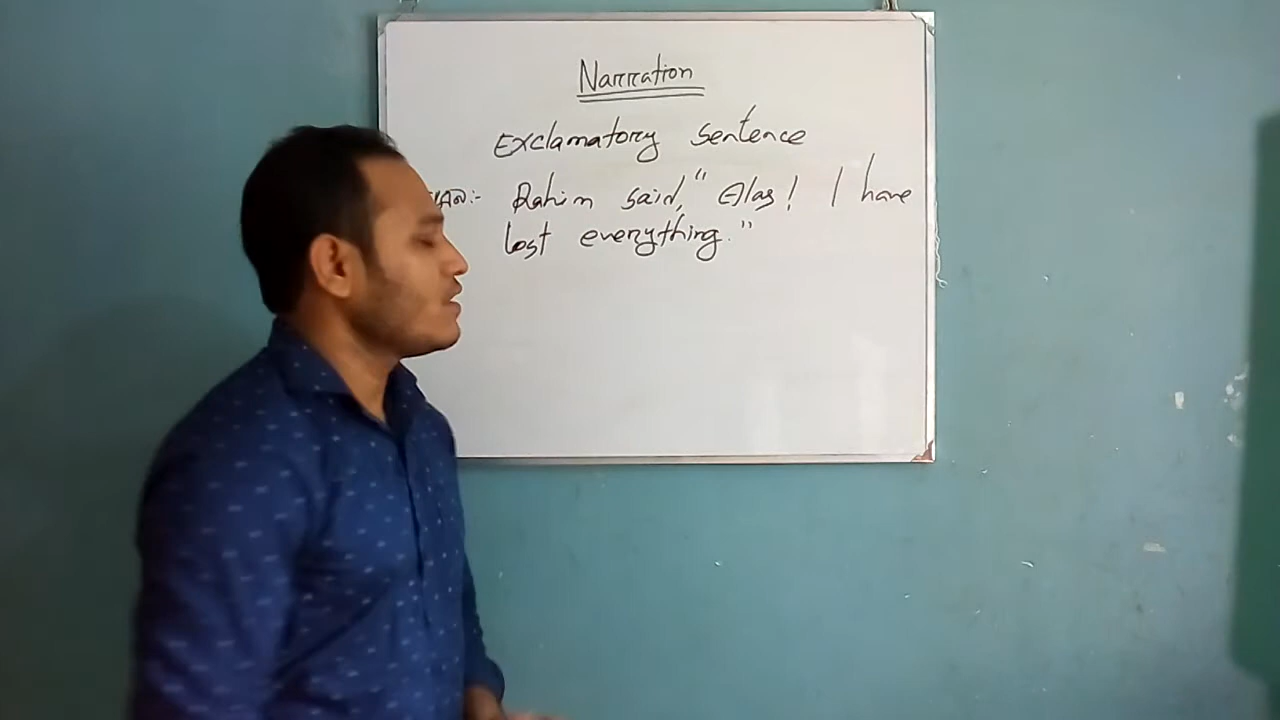 Narration
Exclamatory sentence
Rahim said, "Alas! I have
lost everything."